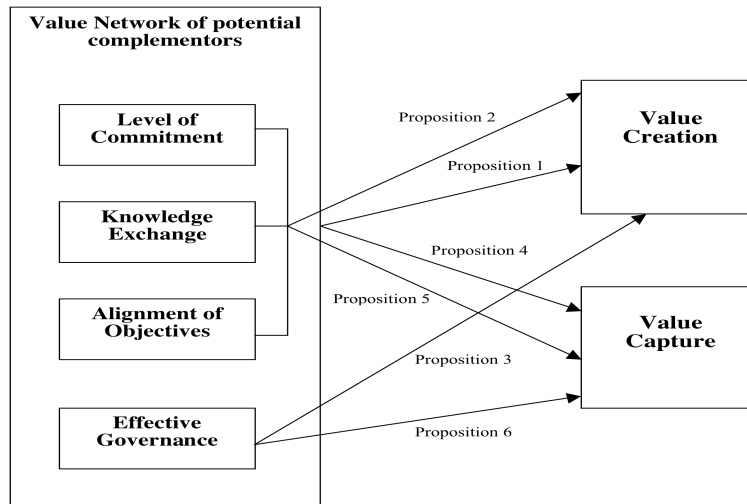 Value Network of potential
complementors
Level of
Commitment
Knowledge
Exchange
Alignment of
Objectives
Effective
Governance
Proposition 2
Proposition 1
Proposition 4
Proposition 5
Proposition 3
Proposition 6
Value
Creation
Value
Capture